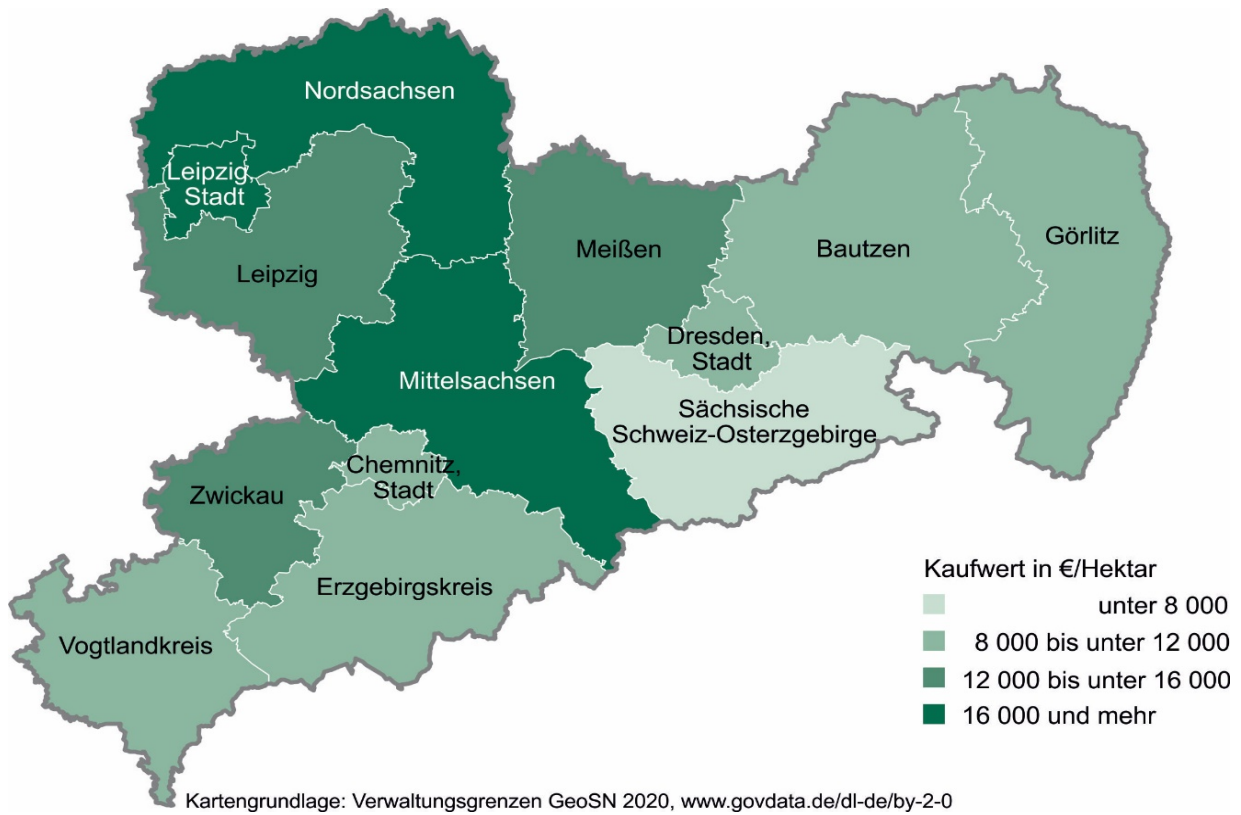 Nordsachsen
Leipzig,
Stadt
Leipzig
Meißen
Bautzen
Görlitz
Dresden,
Stadt
Mittelsachsen
Sächsische
Schweiz-Osterzgebirge
Chemnitz,
Stadt
Zwickau
Erzgebirgskreis
Vogtlandkreis
Kaufwert in €/Hektar
unter 8 000
8 000 bis unter 12 000
12 000 bis unter 16 000
16 000 und mehr
Kartengrundlage: Verwaltungsgrenzen GeoSN 2020, www.govdata.de/dl-de/by-2-0